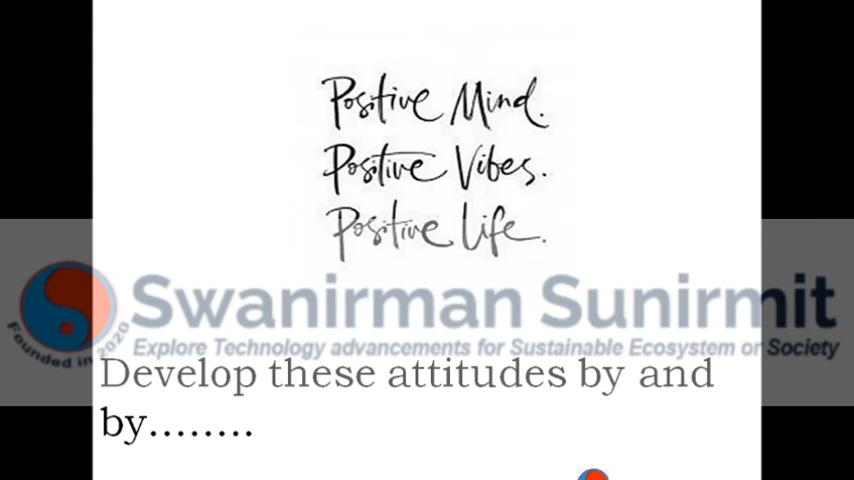 Positive Mind.
Positive Vibes.
Positive Life.
Swanirman Sunirmit
Explore Technology advancements for Sustainable Ecosystem or Society
Founded in 2020
Develop these attitudes by and
by........